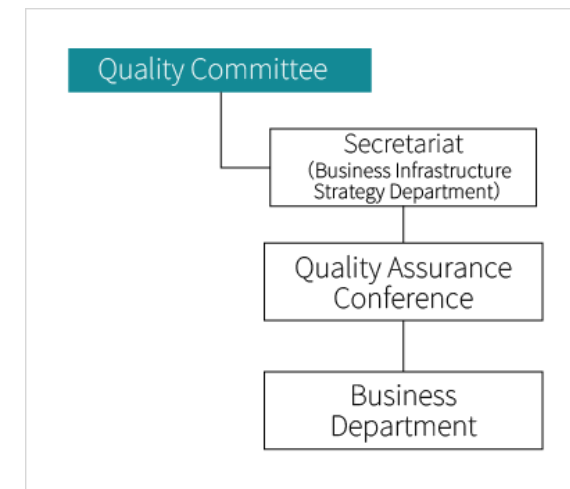 Quality Committee
Secretariat
(Business Infrastructure
Strategy Department)
Quality Assurance
Conference
Business
Department